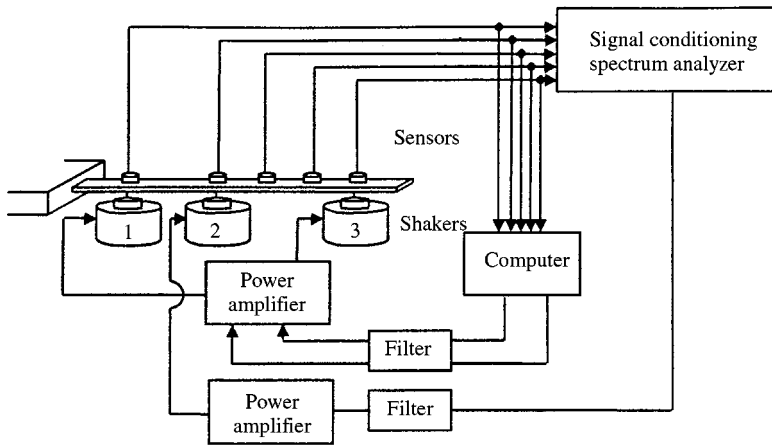 Signal conditioning
spectrum analyzer
Sensors
1
2
3
Shakers
Computer
Power
amplifier
Filter
Power
amplifier
Filter